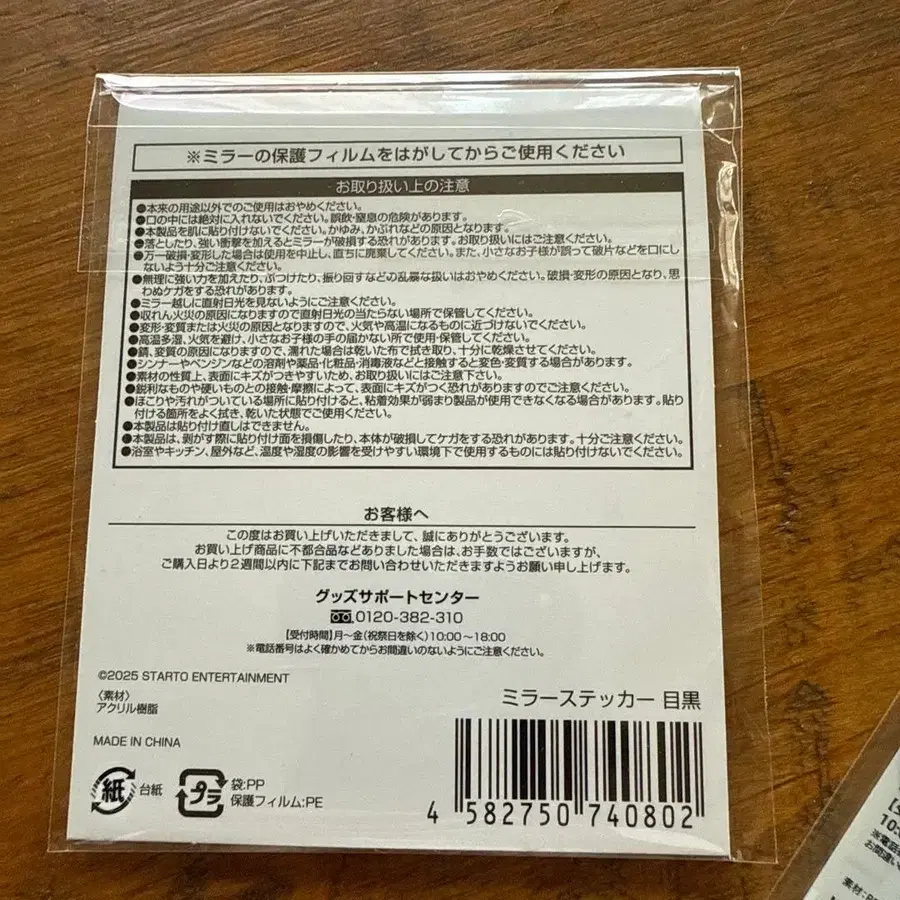 ※ミラーの保護フィルムをはがしてからご使用ください
お取り扱い上の注意
●本来の用途以外でのご使用はおやめください。
●口の中には絶対に入れないでください。誤飲・窒息の危険があります。
●本製品を肌に貼り付けないでください。かゆみ、かぶれなどの原因となります。
●落としたり、強い衝撃を加えるとミラーが破損する恐れがあります。お取り扱いにはご注意ください。
●万一破損・変形した場合は使用を中止し、直ちに廃棄してください。また、小さなお子様が誤って破片などを口にし
ないよう十分ご注意ください。
●無理に強い力を加えたり、ぶつけたり、振り回すなどの乱暴な扱いはおやめください。破損・変形の原因となり、思
わぬケガをする恐れがあります。
●ミラー越しに直射日光を見ないようにご注意ください。
●収れん火災の原因になりますので直射日光の当たらない場所で保管してください。
●変形・変質または火災の原因となりますので、火気や高温になるものに近づけないでください。
●高温多湿、火気を避け、小さなお子様の手の届かない所で使用・保管してください。
●錆、変質の原因になりますので、濡れた場合は乾いた布で拭き取り、十分に乾燥させてください。
●シンナーやベンジンなどの溶剤や薬品・化粧品・消毒液などと接触すると変色・変質する場合があります。
●素材の性質上、表面にキズがつきやすいため、お取り扱いにはご注意下さい。
●鋭利なものや硬いものとの接触・摩擦によって、表面にキズがつく恐れがありますのでご注意ください。
●ほこりや汚れがついている場所に貼り付けると、粘着効果が弱まり製品が使用できなくなる場合があります。貼り
付ける箇所をよく拭き、乾いた状態でご使用ください。
●本製品は貼り付け直しはできません。
●本製品は、剥がす際に貼り付け面を損傷したり、本体が破損してケガをする恐れがあります。十分ご注意ください。
●浴室やキッチン、屋外など、温度や湿度の影響を受けやすい環境下で使用するものには貼り付けないでください。
お客様へ
この度はお買い上げいただきまして、誠にありがとうございます。
お買い上げ商品に不都合品などありました場合は、お手数ではございますが、
ご購入日より2週間以内に下記までお問い合わせいただきますようお願い申し上げます。
グッズサポートセンター
0120-382-310
【受付時間】月〜金(祝祭日を除く)10:00〜18:00
※電話番号はよく確かめてからお間違いのないようにご注意ください。
©2025 STARTO ENTERTAINMENT
〈素材〉
アクリル樹脂
ミラーステッカー 目黒
MADE IN CHINA
紙 台紙
プラ 袋:PP
保護フィルム:PE
4 582750 740802
※電話番
お間違い
素材: